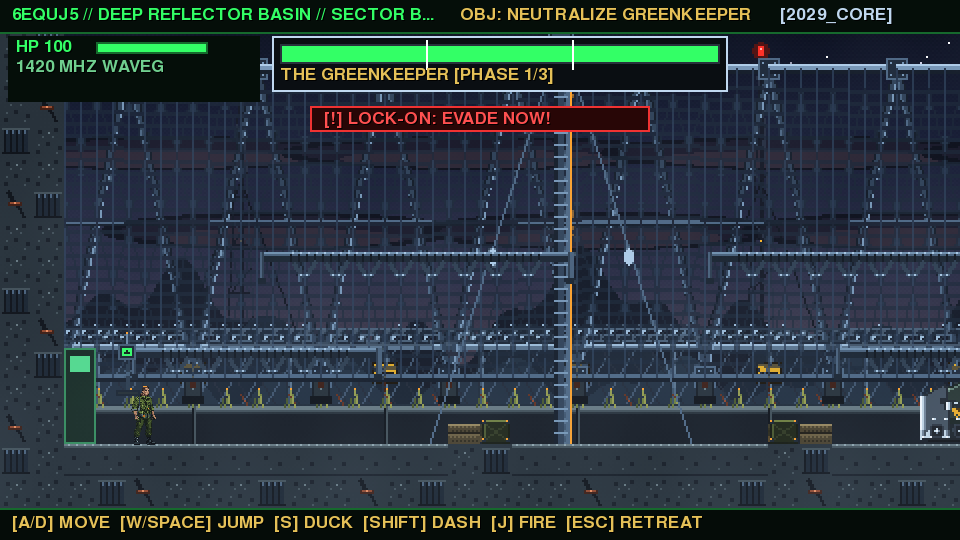 6EQUJ5 // DEEP REFLECTOR BASIN // SECTOR B... OBJ: NEUTRALIZE GREENKEEPER [2029_CORE]
HP 100
1420 MHZ WAVEG
THE GREENKEEPER [PHASE 1/3]
[!] LOCK-ON: EVADE NOW!
[A/D] MOVE [W/SPACE] JUMP [S] DUCK [SHIFT] DASH [J] FIRE [ESC] RETREAT